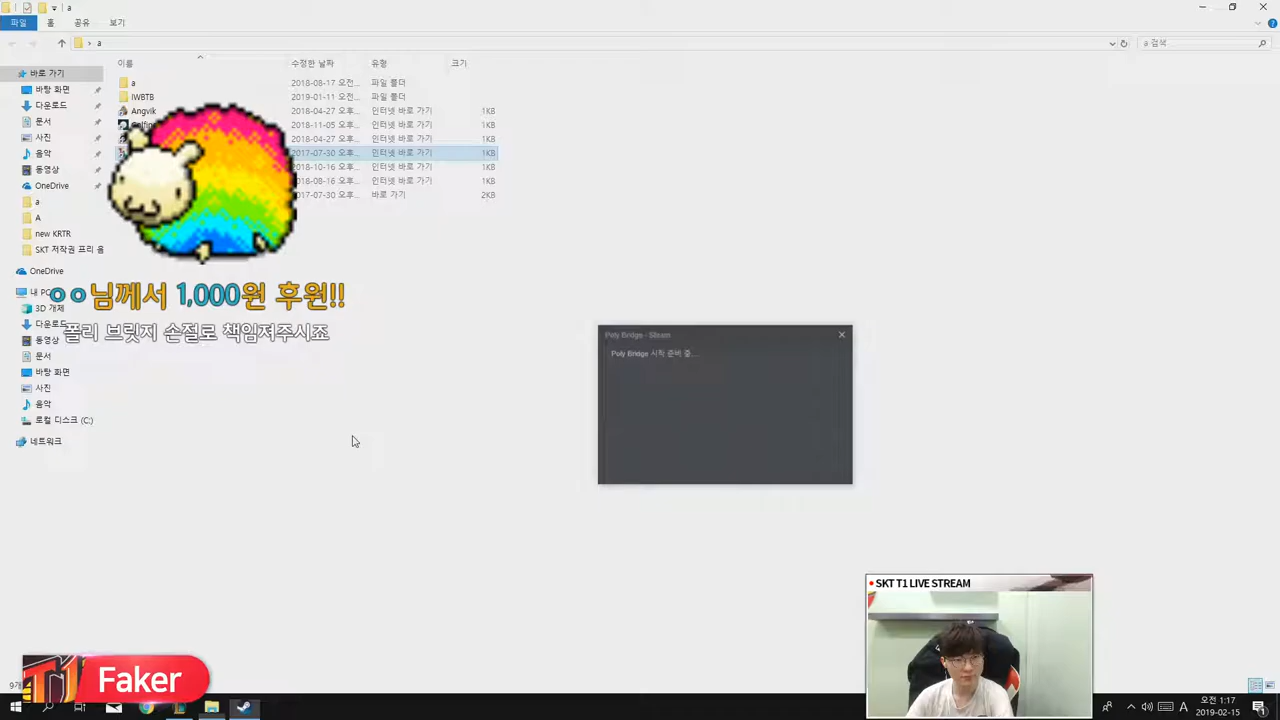 a
파일
홈
공유
보기
a
a 검색
이름
수정한 날짜
유형
크기
바로 가기
바탕 화면
다운로드
문서
사진
음악
동영상
OneDrive
a
A
new KRTR
SKT 저작권 프리 음
OneDrive
내 PC
3D 개체
다운로드
동영상
문서
바탕 화면
사진
음악
로컬 디스크 (C:)
네트워크
a 2018-08-17 오전... 파일 폴더
IWBTB 2019-01-11 오전... 파일 폴더
Angvik 2018-04-27 오후... 인터넷 바로 가기 1KB
2018-11-05 오후... 인터넷 바로 가기 1KB
2018-04-27 오후... 인터넷 바로 가기 1KB
2017-07-30 오후... 인터넷 바로 가기 1KB
2018-10-16 오후... 인터넷 바로 가기 1KB
2018-08-16 오후... 인터넷 바로 가기 1KB
2017-07-30 오후... 바로 가기 2KB
ㅇㅇ님께서 1,000원 후원!!
폴리 브릿지 손절로 책임져주시죠
Poly Bridge - Steam
Poly Bridge 시작 준비 중...
SKT T1 LIVE STREAM
Faker
A
오전 1:17
2019-02-15